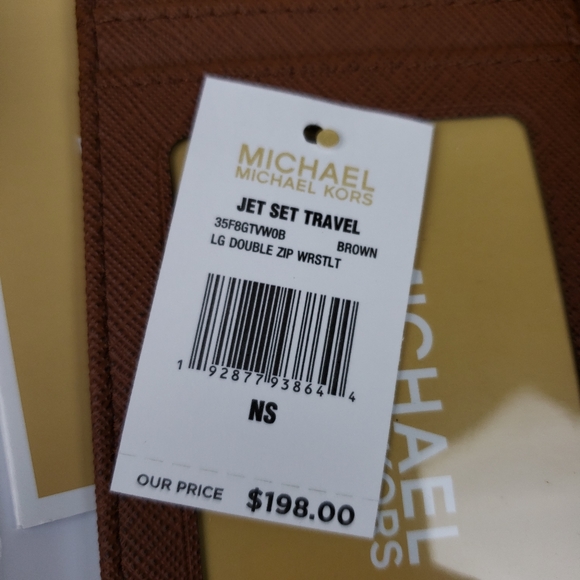 MICHAEL
MICHAEL KORS
JET SET TRAVEL
35F8GTVW0B BROWN
LG DOUBLE ZIP WRSTLT
1 92877 93864 4
NS
OUR PRICE $198.00
MICHAEL
KORS